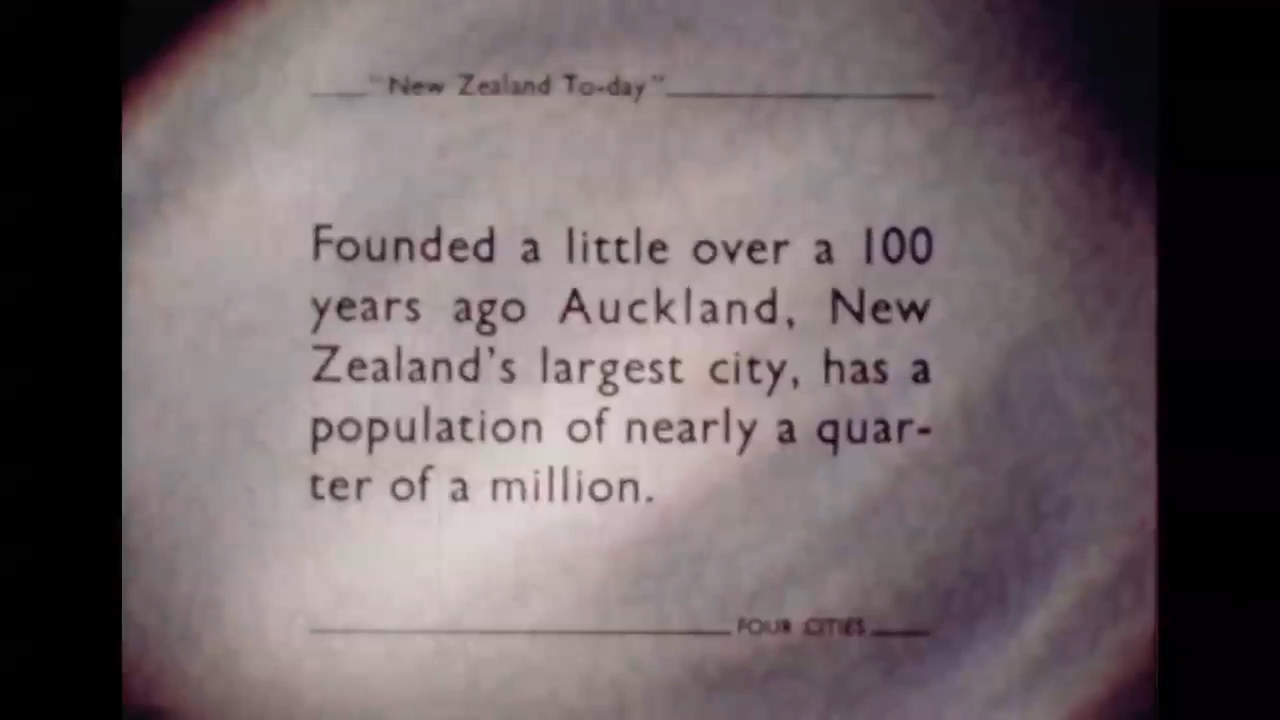 "New Zealand To-day"
Founded a little over a 100
years ago Auckland, New
Zealand's largest city, has a
population of nearly a quar-
ter of a million.
FOUR CITIES